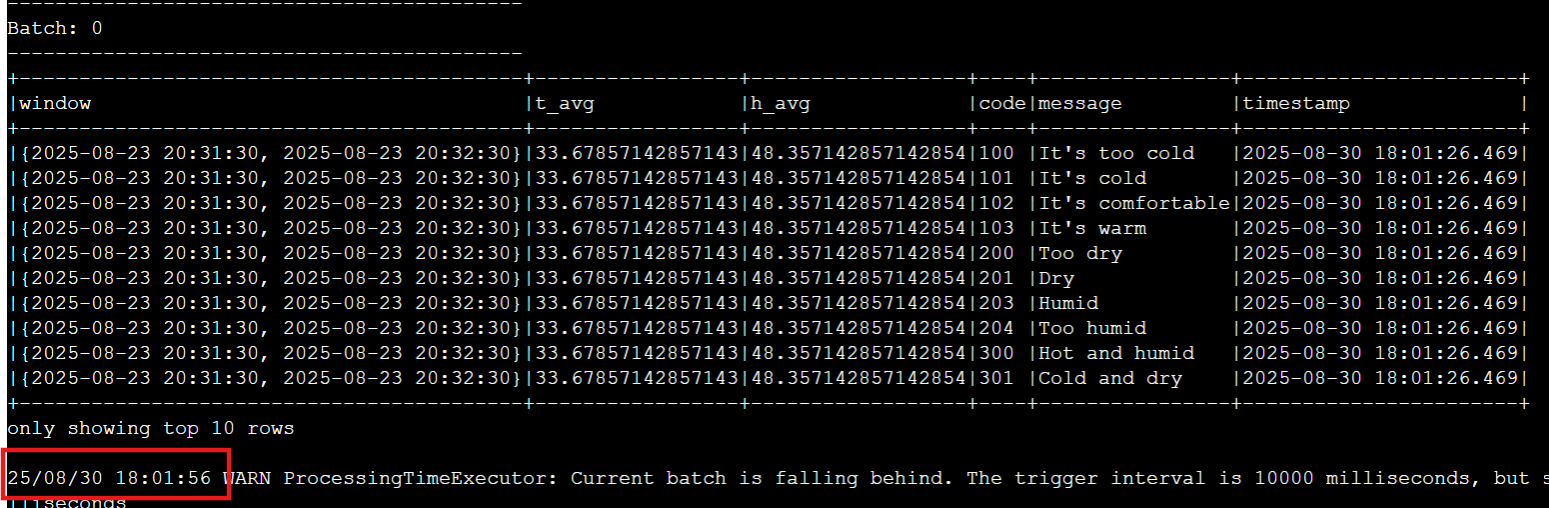 -------------------------------------------
Batch: 0
-------------------------------------------
+------------------------------------------+-----------------+------------------+----+----------------+-----------------------+
|window                                    |t_avg            |h_avg             |code|message         |timestamp              |
+------------------------------------------+-----------------+------------------+----+----------------+-----------------------+
|{2025-08-23 20:31:30, 2025-08-23 20:32:30}|33.67857142857143|48.357142857142854|100 |It's too cold   |2025-08-30 18:01:26.469|
|{2025-08-23 20:31:30, 2025-08-23 20:32:30}|33.67857142857143|48.357142857142854|101 |It's cold       |2025-08-30 18:01:26.469|
|{2025-08-23 20:31:30, 2025-08-23 20:32:30}|33.67857142857143|48.357142857142854|102 |It's comfortable|2025-08-30 18:01:26.469|
|{2025-08-23 20:31:30, 2025-08-23 20:32:30}|33.67857142857143|48.357142857142854|103 |It's warm       |2025-08-30 18:01:26.469|
|{2025-08-23 20:31:30, 2025-08-23 20:32:30}|33.67857142857143|48.357142857142854|200 |Too dry         |2025-08-30 18:01:26.469|
|{2025-08-23 20:31:30, 2025-08-23 20:32:30}|33.67857142857143|48.357142857142854|201 |Dry             |2025-08-30 18:01:26.469|
|{2025-08-23 20:31:30, 2025-08-23 20:32:30}|33.67857142857143|48.357142857142854|203 |Humid           |2025-08-30 18:01:26.469|
|{2025-08-23 20:31:30, 2025-08-23 20:32:30}|33.67857142857143|48.357142857142854|204 |Too humid       |2025-08-30 18:01:26.469|
|{2025-08-23 20:31:30, 2025-08-23 20:32:30}|33.67857142857143|48.357142857142854|300 |Hot and humid   |2025-08-30 18:01:26.469|
|{2025-08-23 20:31:30, 2025-08-23 20:32:30}|33.67857142857143|48.357142857142854|301 |Cold and dry    |2025-08-30 18:01:26.469|
+------------------------------------------+-----------------+------------------+----+----------------+-----------------------+
only showing top 10 rows
25/08/30 18:01:56 WARN ProcessingTimeExecutor: Current batch is falling behind. The trigger interval is 10000 milliseconds, but